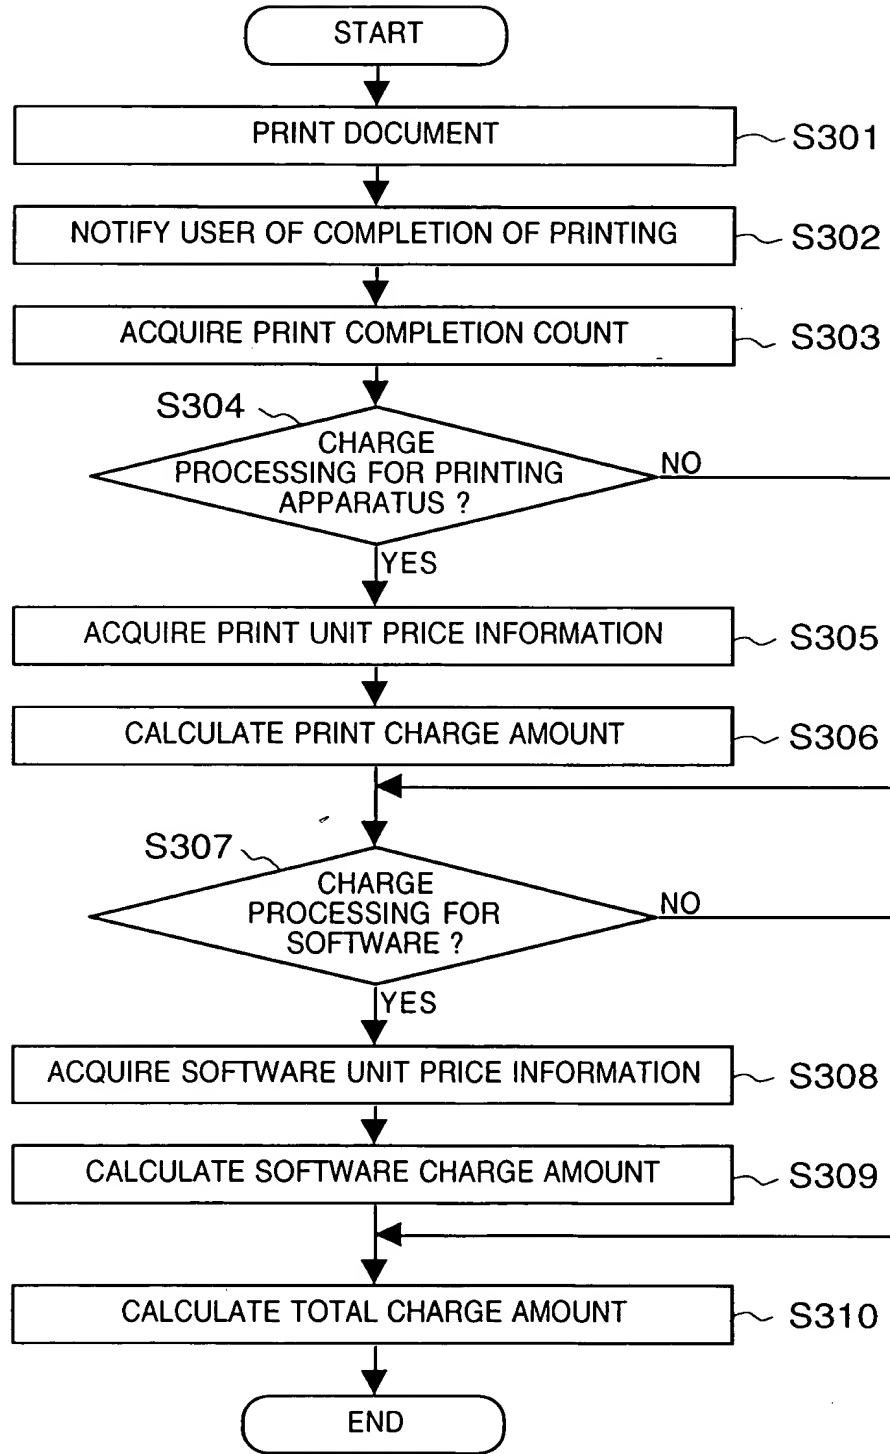 START
PRINT DOCUMENT
S301
NOTIFY USER OF COMPLETION OF PRINTING
S302
ACQUIRE PRINT COMPLETION COUNT
S303
S304
CHARGE
PROCESSING FOR PRINTING
APPARATUS ?
NO
YES
ACQUIRE PRINT UNIT PRICE INFORMATION
S305
CALCULATE PRINT CHARGE AMOUNT
S306
S307
CHARGE
PROCESSING FOR
SOFTWARE ?
NO
YES
ACQUIRE SOFTWARE UNIT PRICE INFORMATION
S308
CALCULATE SOFTWARE CHARGE AMOUNT
S309
CALCULATE TOTAL CHARGE AMOUNT
S310
END